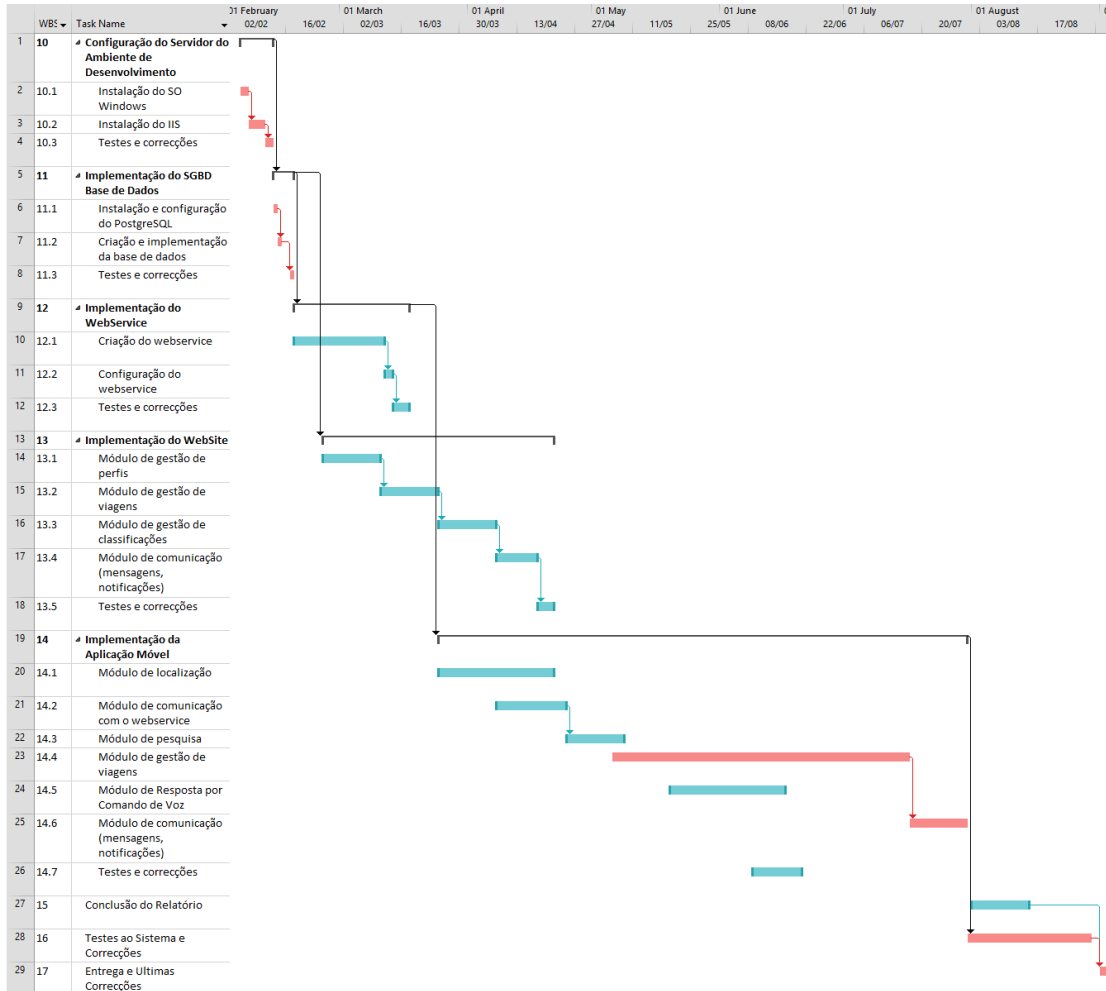 01 February 01 March 01 April 01 May 01 June 01 July 01 August
WBS Task Name 02/02 16/02 02/03 16/03 30/03 13/04 27/04 11/05 25/05 08/06 22/06 06/07 20/07 03/08 17/08
1 10 Configuração do Servidor do
Ambiente de
Desenvolvimento
2 10.1 Instalação do SO
Windows
3 10.2 Instalação do IIS
4 10.3 Testes e correcções
5 11 Implementação do SGBD
Base de Dados
6 11.1 Instalação e configuração
do PostgreSQL
7 11.2 Criação e implementação
da base de dados
8 11.3 Testes e correcções
9 12 Implementação do
WebService
10 12.1 Criação do webservice
11 12.2 Configuração do
webservice
12 12.3 Testes e correcções
13 13 Implementação do WebSite
14 13.1 Módulo de gestão de
perfis
15 13.2 Módulo de gestão de
viagens
16 13.3 Módulo de gestão de
classificações
17 13.4 Módulo de comunicação
(mensagens,
notificações)
18 13.5 Testes e correcções
19 14 Implementação da
Aplicação Móvel
20 14.1 Módulo de localização
21 14.2 Módulo de comunicação
com o webservice
22 14.3 Módulo de pesquisa
23 14.4 Módulo de gestão de
viagens
24 14.5 Módulo de Resposta por
Comando de Voz
25 14.6 Módulo de comunicação
(mensagens,
notificações)
26 14.7 Testes e correcções
27 15 Conclusão do Relatório
28 16 Testes ao Sistema e
Correcções
29 17 Entrega e Ultimas
Correcções